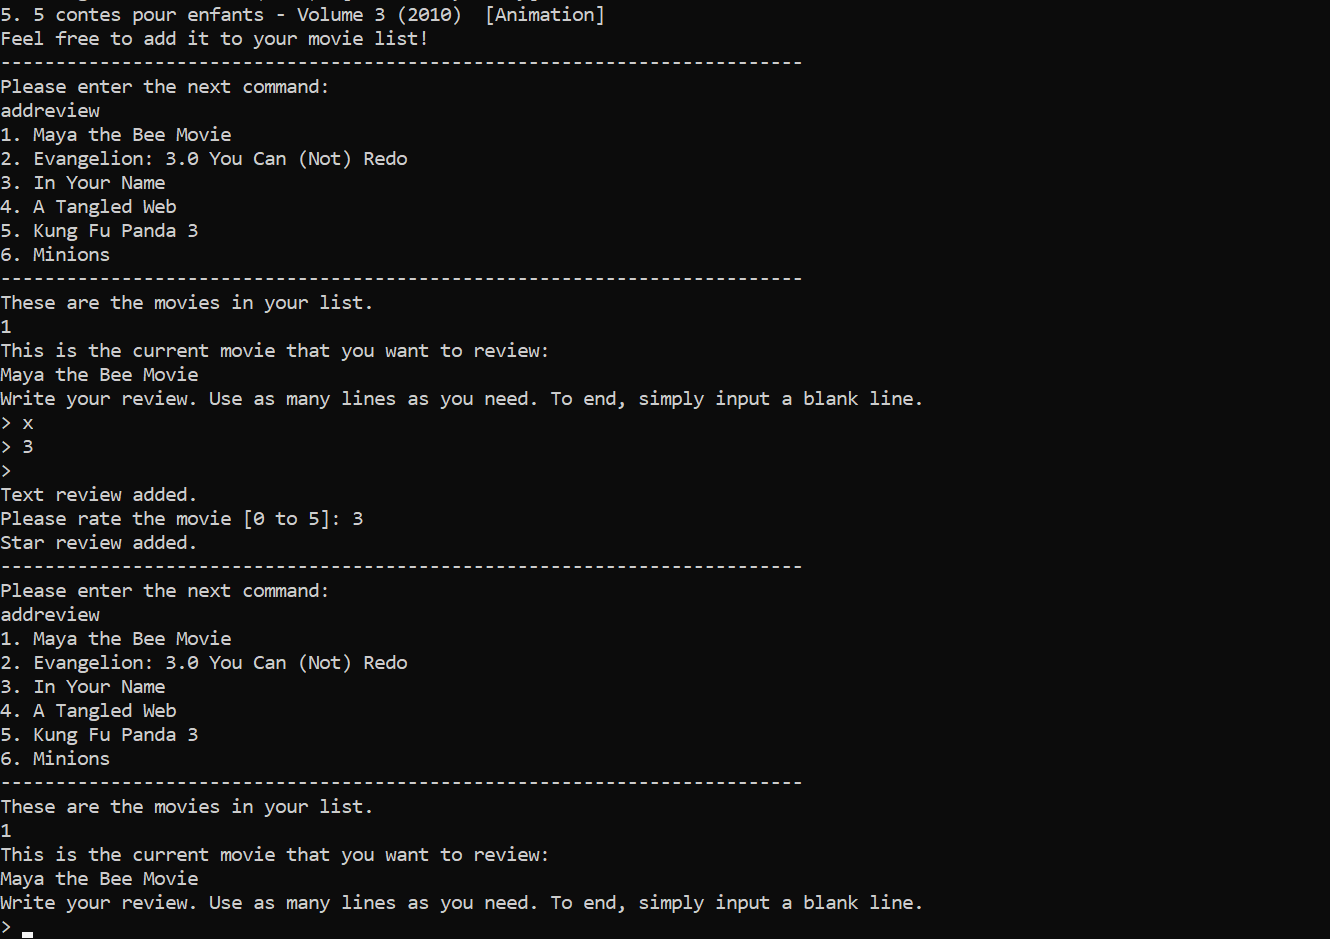 5. 5 contes pour enfants - Volume 3 (2010)  [Animation]
Feel free to add it to your movie list!
-------------------------------------------------------------------------
Please enter the next command:
addreview
1. Maya the Bee Movie
2. Evangelion: 3.0 You Can (Not) Redo
3. In Your Name
4. A Tangled Web
5. Kung Fu Panda 3
6. Minions
-------------------------------------------------------------------------
These are the movies in your list.
1
This is the current movie that you want to review:
Maya the Bee Movie
Write your review. Use as many lines as you need. To end, simply input a blank line.
> x
> 3
>
Text review added.
Please rate the movie [0 to 5]: 3
Star review added.
-------------------------------------------------------------------------
Please enter the next command:
addreview
1. Maya the Bee Movie
2. Evangelion: 3.0 You Can (Not) Redo
3. In Your Name
4. A Tangled Web
5. Kung Fu Panda 3
6. Minions
-------------------------------------------------------------------------
These are the movies in your list.
1
This is the current movie that you want to review:
Maya the Bee Movie
Write your review. Use as many lines as you need. To end, simply input a blank line.
>